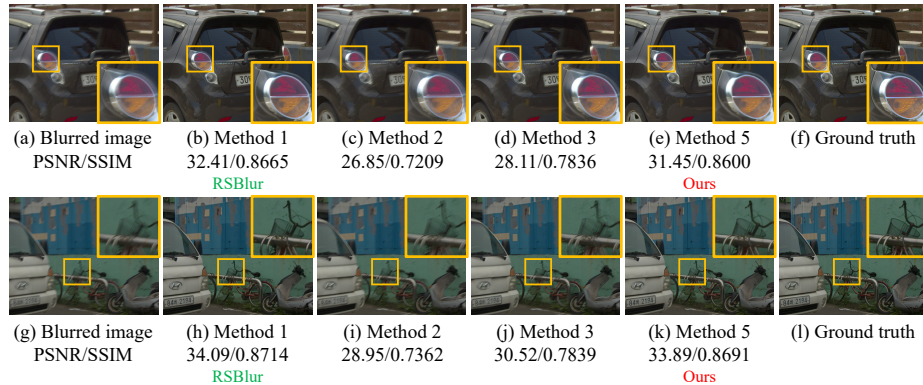 304
(a) Blurred image (b) Method 1 (c) Method 2 (d) Method 3 (e) Method 5 (f) Ground truth
PSNR/SSIM 32.41/0.8665 26.85/0.7209 28.11/0.7836 31.45/0.8600
RSBlur Ours
(g) Blurred image (h) Method 1 (i) Method 2 (j) Method 3 (k) Method 5 (l) Ground truth
PSNR/SSIM 34.09/0.8714 28.95/0.7362 30.52/0.7839 33.89/0.8691
RSBlur Ours